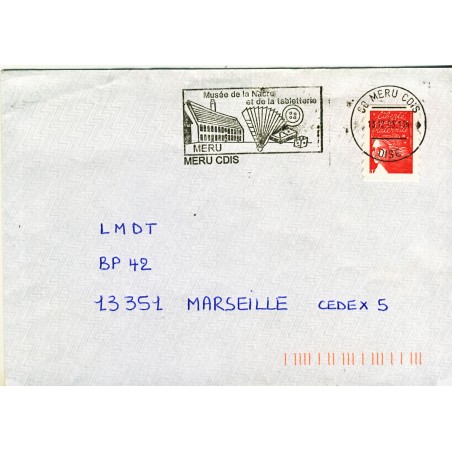 Musée de la Nacre
et de la tabletterie
MERU
MERU CDIS
60 MERU CDIS
OISE
LMDT
BP 42
13351 MARSEILLE CEDEX 5